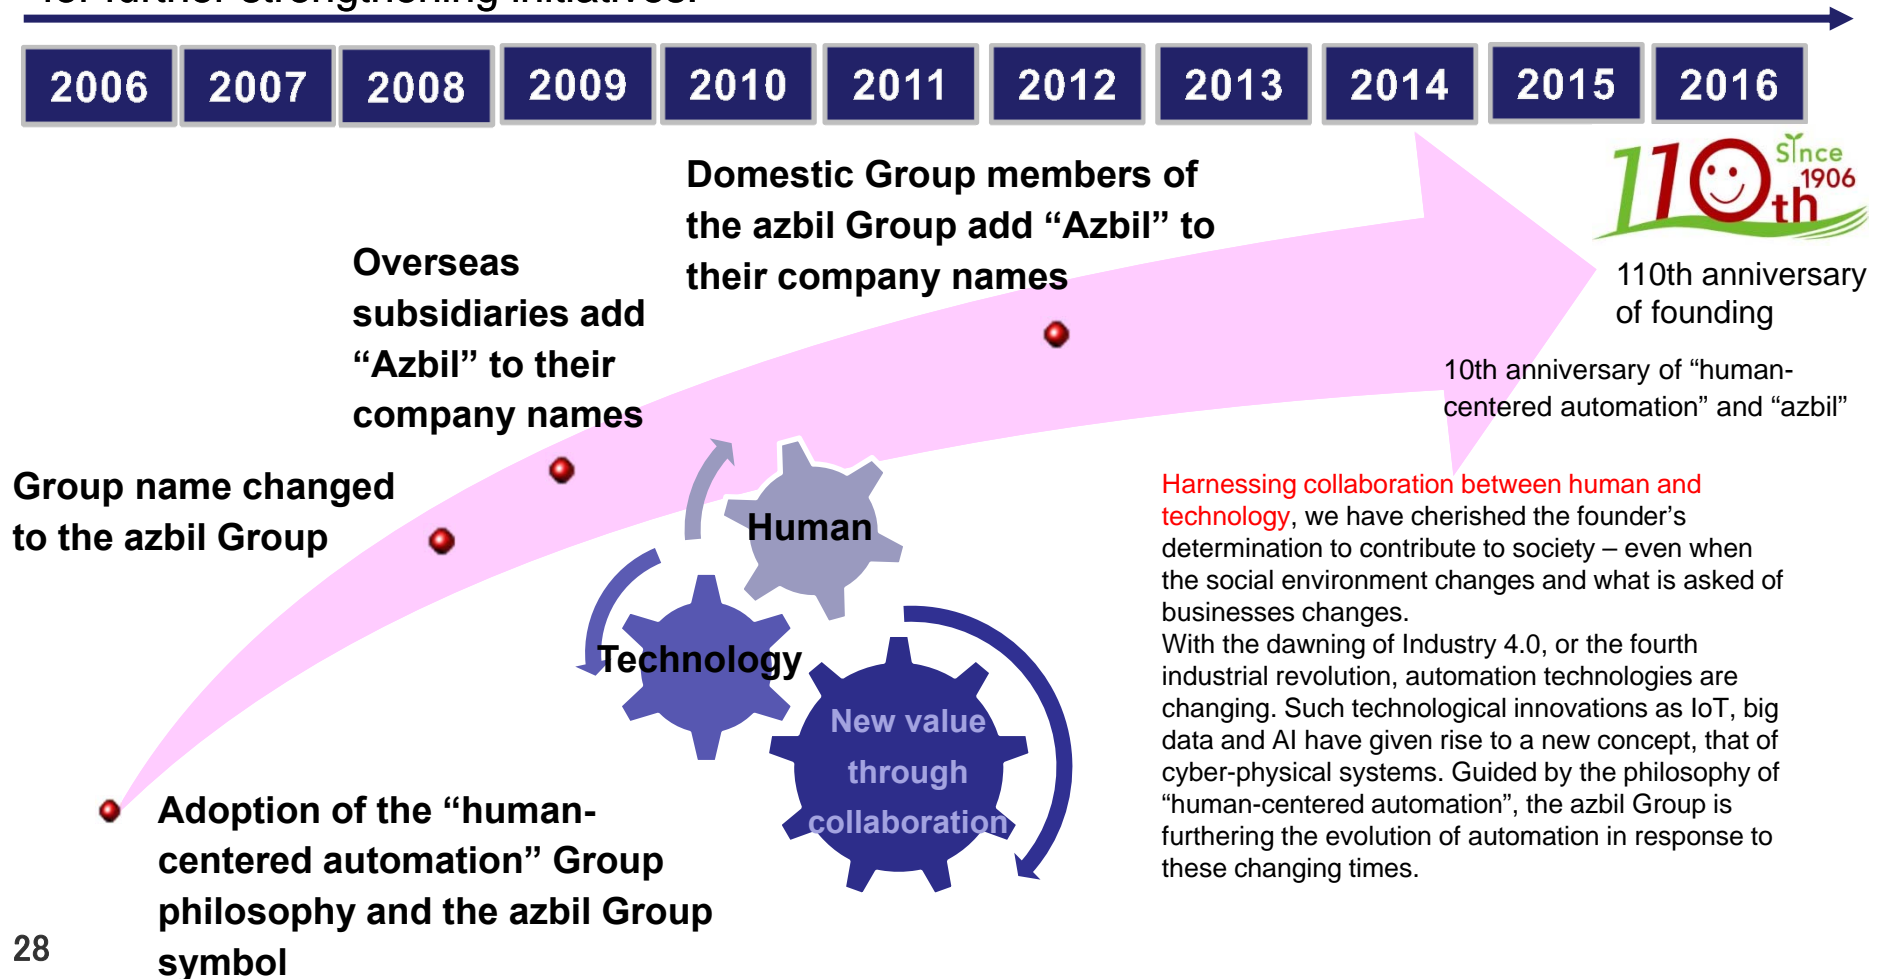 for further strengthening initiatives.
2006 2007 2008 2009 2010 2011 2012 2013 2014 2015 2016
Since
1906
110th
110th anniversary
of founding
10th anniversary of “human-
centered automation” and “azbil”
Domestic Group members of
the azbil Group add “Azbil” to
their company names
Overseas
subsidiaries add
“Azbil” to their
company names
Group name changed
to the azbil Group
Adoption of the “human-
centered automation” Group
philosophy and the azbil Group
symbol
Human
Technology
New value
through
collaboration
Harnessing collaboration between human and
technology, we have cherished the founder’s
determination to contribute to society – even when
the social environment changes and what is asked of
businesses changes.
With the dawning of Industry 4.0, or the fourth
industrial revolution, automation technologies are
changing. Such technological innovations as IoT, big
data and AI have given rise to a new concept, that of
cyber-physical systems. Guided by the philosophy of
“human-centered automation”, the azbil Group is
furthering the evolution of automation in response to
these changing times.
28